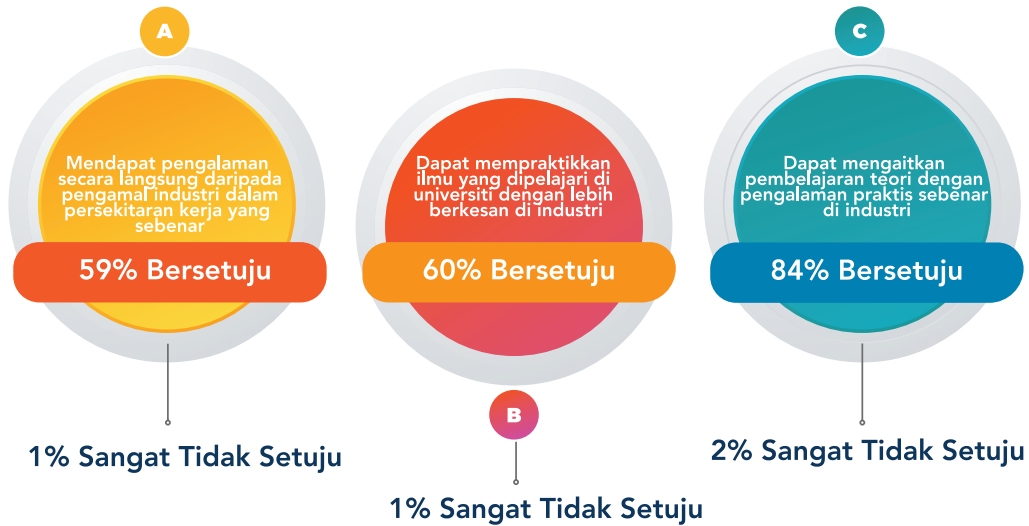 A
Mendapat pengalaman
secara langsung daripada
pengamal industri dalam
persekitaran kerja yang
sebenar
59% Bersetuju
1% Sangat Tidak Setuju
Dapat mempraktikkan
ilmu yang dipelajari di
universiti dengan lebih
berkesan di industri
60% Bersetuju
B
1% Sangat Tidak Setuju
C
Dapat mengaitkan
pembelajaran teori dengan
pengalaman praktis sebenar
di industri
84% Bersetuju
2% Sangat Tidak Setuju